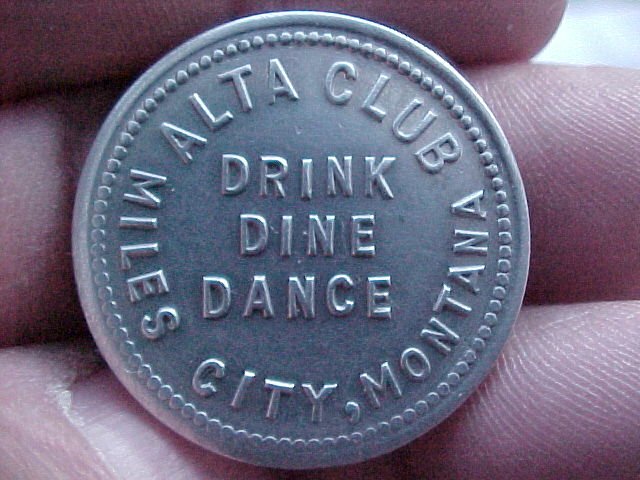 ALTA CLUB
DRINK
DINE
DANCE
MILES CITY, MONTANA